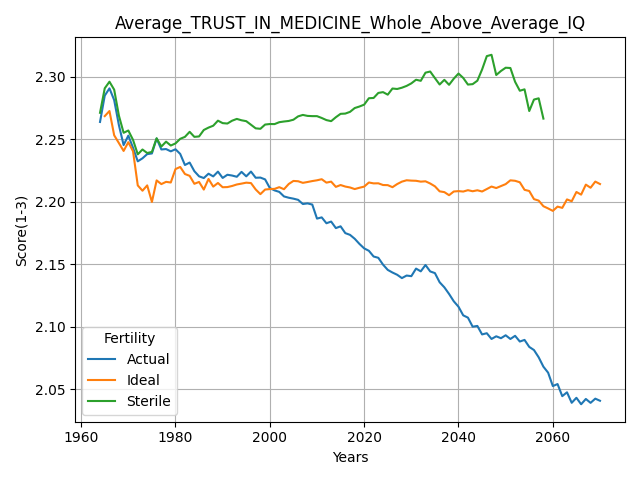 Average_TRUST_IN_MEDICINE_Whole_Above_Average_IQ
Score(1-3)
2.30
2.25
2.20
2.15
2.10
2.05
Fertility
Actual
Ideal
Sterile
1960 1980 2000 2020 2040 2060
Years